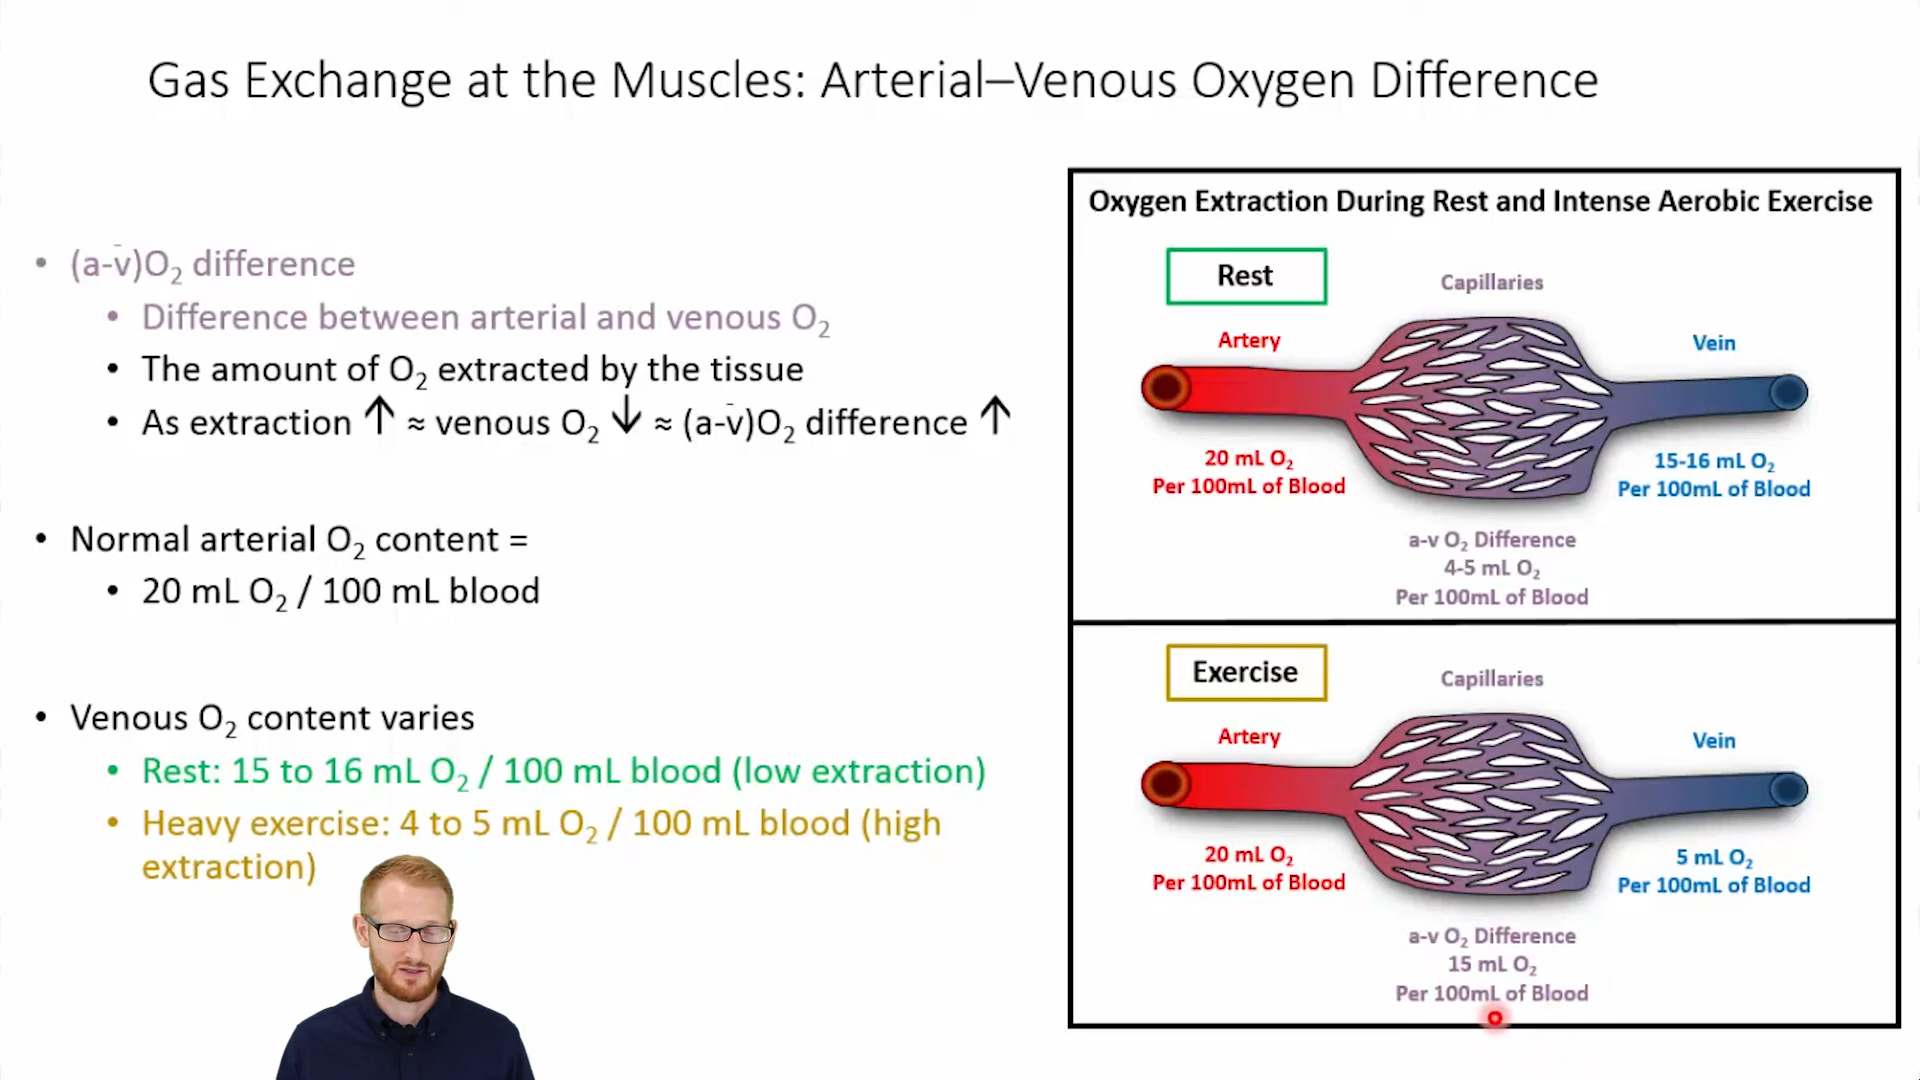 Gas Exchange at the Muscles: Arterial–Venous Oxygen Difference
• (a-v̄)O₂ difference
• Difference between arterial and venous O₂
• The amount of O₂ extracted by the tissue
• As extraction ↑ ≈ venous O₂ ↓ ≈ (a-v̄)O₂ difference ↑
• Normal arterial O₂ content =
• 20 mL O₂ / 100 mL blood
• Venous O₂ content varies
• Rest: 15 to 16 mL O₂ / 100 mL blood (low extraction)
• Heavy exercise: 4 to 5 mL O₂ / 100 mL blood (high
extraction)
Oxygen Extraction During Rest and Intense Aerobic Exercise
Rest
Capillaries
Artery
Vein
20 mL O₂
Per 100mL of Blood
15-16 mL O₂
Per 100mL of Blood
a-v O₂ Difference
4-5 mL O₂
Per 100mL of Blood
Exercise
Capillaries
Artery
Vein
20 mL O₂
Per 100mL of Blood
5 mL O₂
Per 100mL of Blood
a-v O₂ Difference
15 mL O₂
Per 100mL of Blood